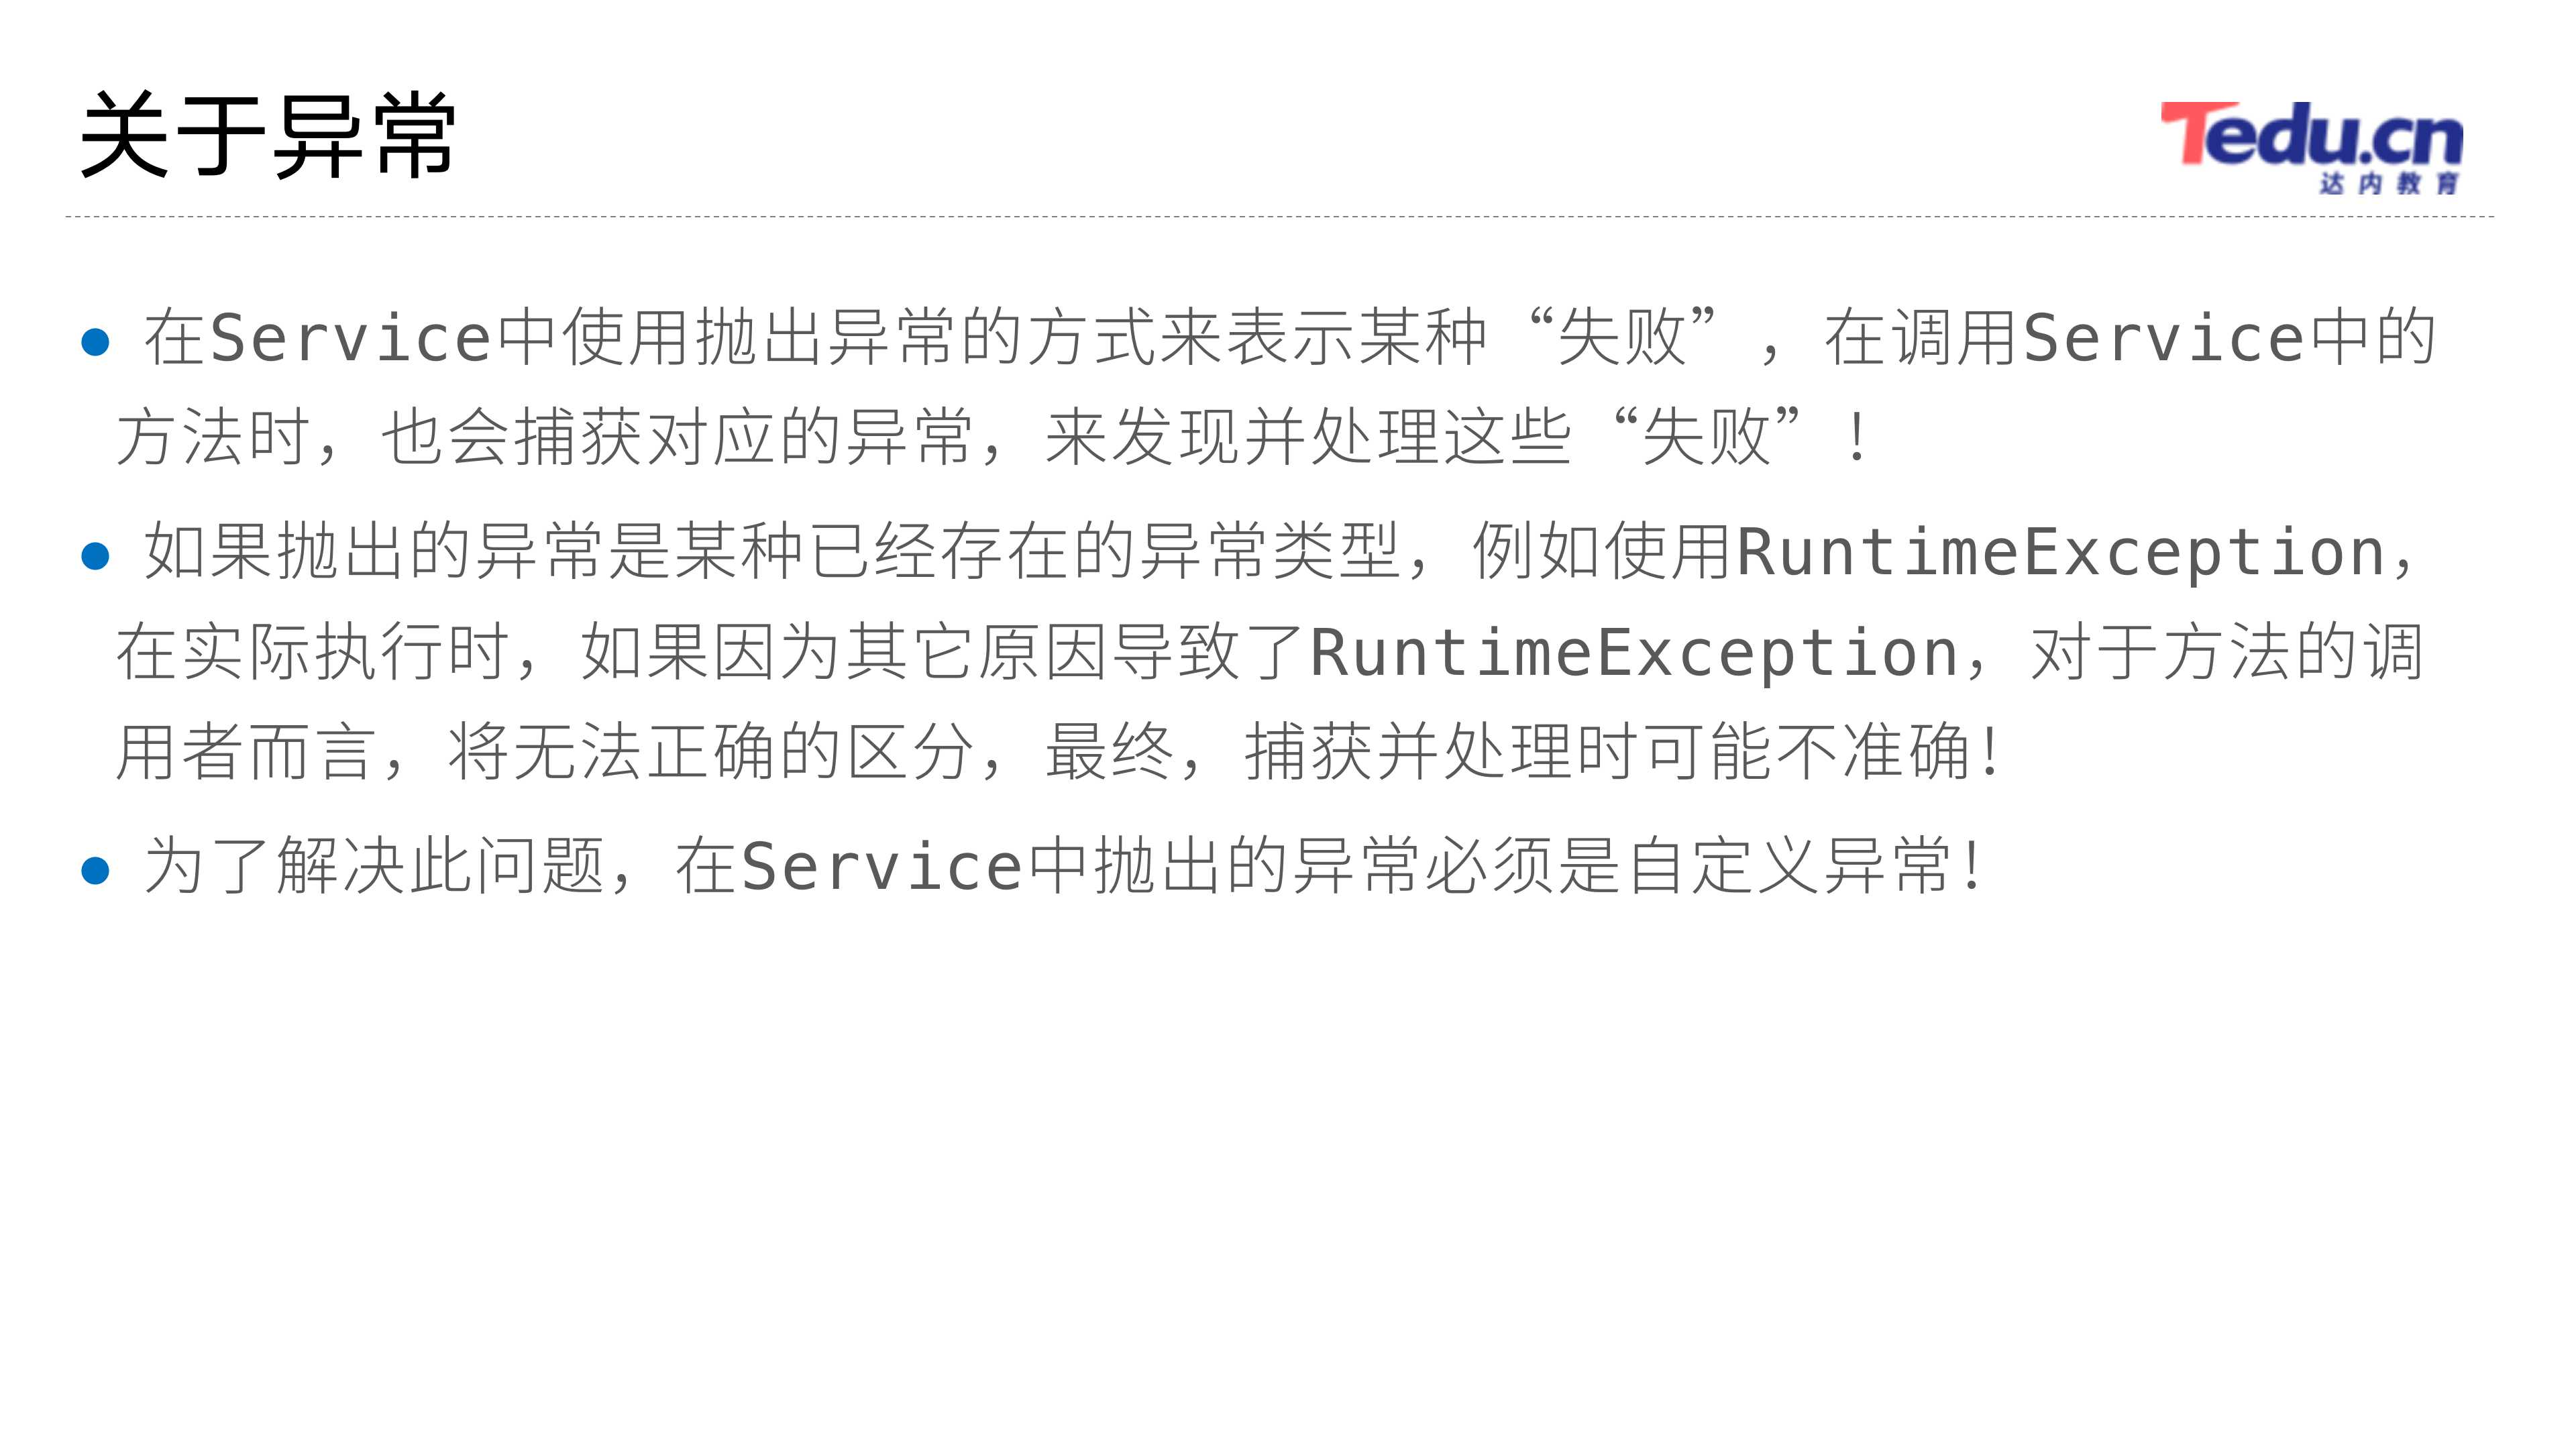 关于异常
Tedu.cn
达内教育
在Service中使用抛出异常的方式来表示某种“失败”，在调用Service中的
方法时，也会捕获对应的异常，来发现并处理这些“失败”！
如果抛出的异常是某种已经存在的异常类型，例如使用RuntimeException，
在实际执行时，如果因为其它原因导致了RuntimeException，对于方法的调
用者而言，将无法正确的区分，最终，捕获并处理时可能不准确！
为了解决此问题，在Service中抛出的异常必须是自定义异常！